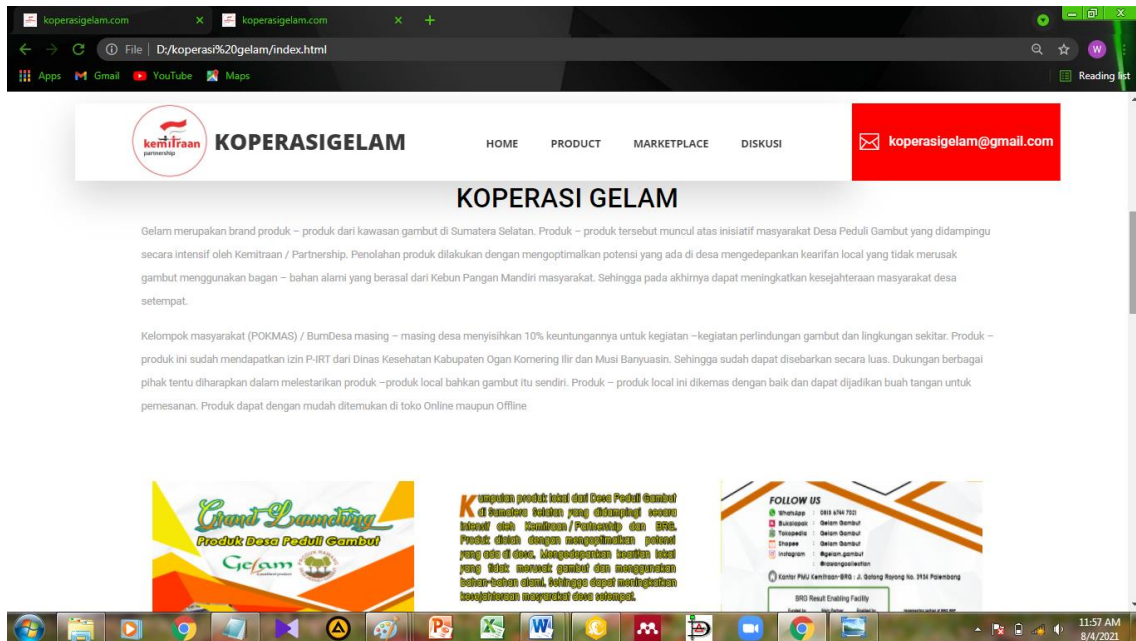 koperasigelam.com
koperasigelam.com
File D:/koperasi%20gelam/index.html
W
Apps Gmail YouTube Maps
Reading list
kemitraan
partnership
KOPERASIGELAM
HOME PRODUCT MARKETPLACE DISKUSI
koperasigelam@gmail.com
KOPERASI GELAM
Gelam merupakan brand produk – produk dari kawasan gambut di Sumatera Selatan. Produk – produk tersebut muncul atas inisiatif masyarakat Desa Peduli Gambut yang didampingu
secara intensif oleh Kemitraan / Partnership. Penolahan produk dilakukan dengan mengoptimalkan potensi yang ada di desa mengedepankan kearifan local yang tidak merusak
gambut menggunakan bagan – bahan alami yang berasal dari Kebun Pangan Mandiri masyarakat. Sehingga pada akhirnya dapat meningkatkan kesejahteraan masyarakat desa
setempat.
Kelompok masyarakat (POKMAS) / BumDesa masing – masing desa menyisihkan 10% keuntungannya untuk kegiatan –kegiatan perlindungan gambut dan lingkungan sekitar. Produk –
produk ini sudah mendapatkan izin P-IRT dari Dinas Kesehatan Kabupaten Ogan Komering Ilir dan Musi Banyuasin. Sehingga sudah dapat disebarkan secara luas. Dukungan berbagai
pihak tentu diharapkan dalam melestarikan produk –produk local bahkan gambut itu sendiri. Produk – produk local ini dikemas dengan baik dan dapat dijadikan buah tangan untuk
pemesanan. Produk dapat dengan mudah ditemukan di toko Online maupun Offline
Grand Launching
Produk Desa Peduli Gambut
Gelam
Kumpulan produk lokal dari Desa Peduli Gambut
di Sumatera Selatan yang didampingi secara
intensif oleh Kemitraan / Partnership dan BRG.
Produk diolah dengan mengoptimalkan potensi
yang ada di desa, Mengedepankan kearifan lokal
yang tidak merusak gambut dan menggunakan
bahan-bahan alami. Sehingga dapat meningkatkan
kesejahteraan masyarakat desa setempat.
FOLLOW US
WhatsApp : 0813 6744 7021
Bukalapak : Gelam Gambut
Tokopedia : Gelam Gambut
Shopee : Gelam Gambut
Instagram : @gelam.gambut
Kantor PMU Kemitraan-BRG :
Palembang
BRG Result Enabling Facility
11:57 AM
8/4/2021